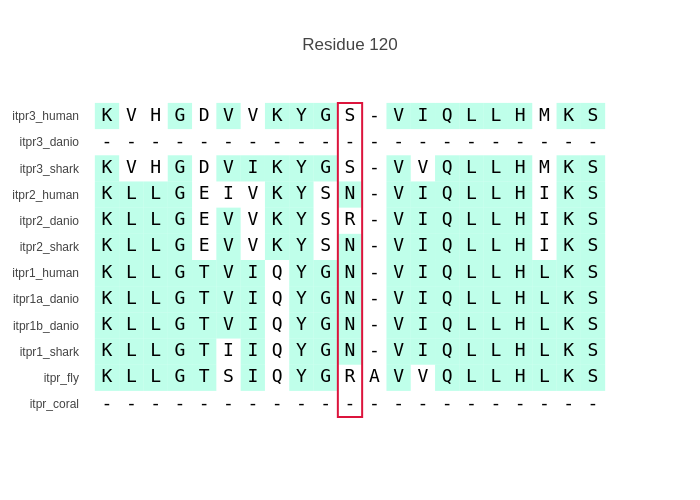 Residue 120
itpr3_human K V H G D V V K Y G S - V I Q L L H M K S
itpr3_danio - - - - - - - - - - - - - - - - - - - - -
itpr3_shark K V H G D V I K Y G S - V V Q L L H M K S
itpr2_human K L L G E I V K Y S N - V I Q L L H I K S
itpr2_danio K L L G E V V K Y S R - V I Q L L H I K S
itpr2_shark K L L G E V V K Y S N - V I Q L L H I K S
itpr1_human K L L G T V I Q Y G N - V I Q L L H L K S
itpr1a_danio K L L G T V I Q Y G N - V I Q L L H L K S
itpr1b_danio K L L G T V I Q Y G N - V I Q L L H L K S
itpr1_shark K L L G T I I Q Y G N - V I Q L L H L K S
itpr_fly K L L G T S I Q Y G R A V V Q L L H L K S
itpr_coral - - - - - - - - - - - - - - - - - - - - -